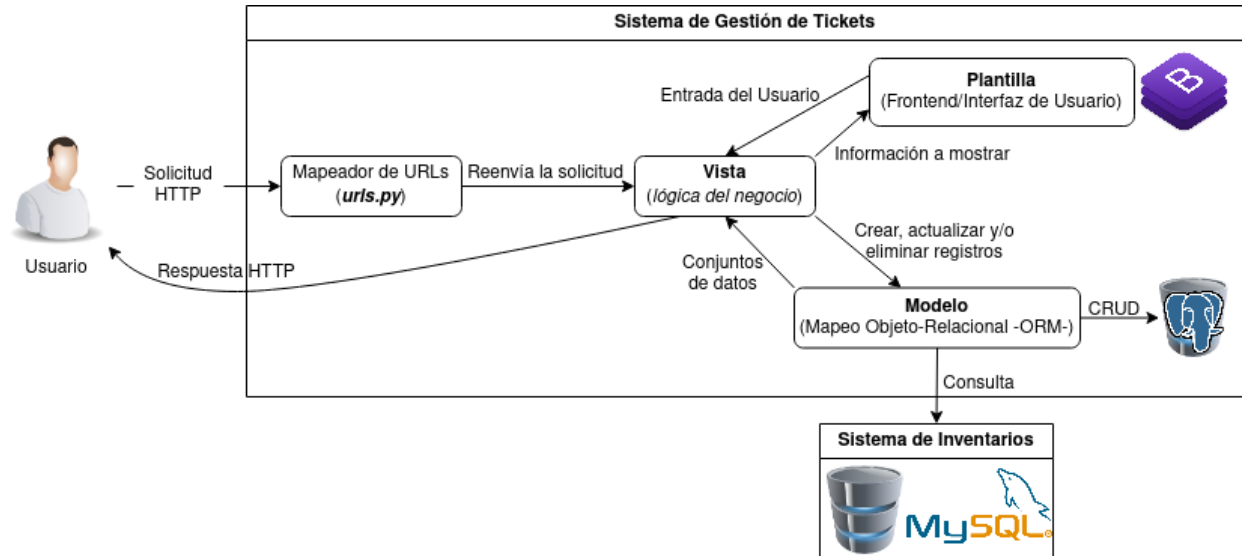 Sistema de Gestión de Tickets
Plantilla
(Frontend/Interfaz de Usuario)
B
Entrada del Usuario
Información a mostrar
Solicitud
HTTP
Mapeador de URLs
(urls.py)
Reenvía la solicitud
Vista
(lógica del negocio)
Usuario
Respuesta HTTP
Conjuntos
de datos
Crear, actualizar y/o
eliminar registros
Modelo
(Mapeo Objeto-Relacional -ORM-)
CRUD
Consulta
Sistema de Inventarios
MySQL®